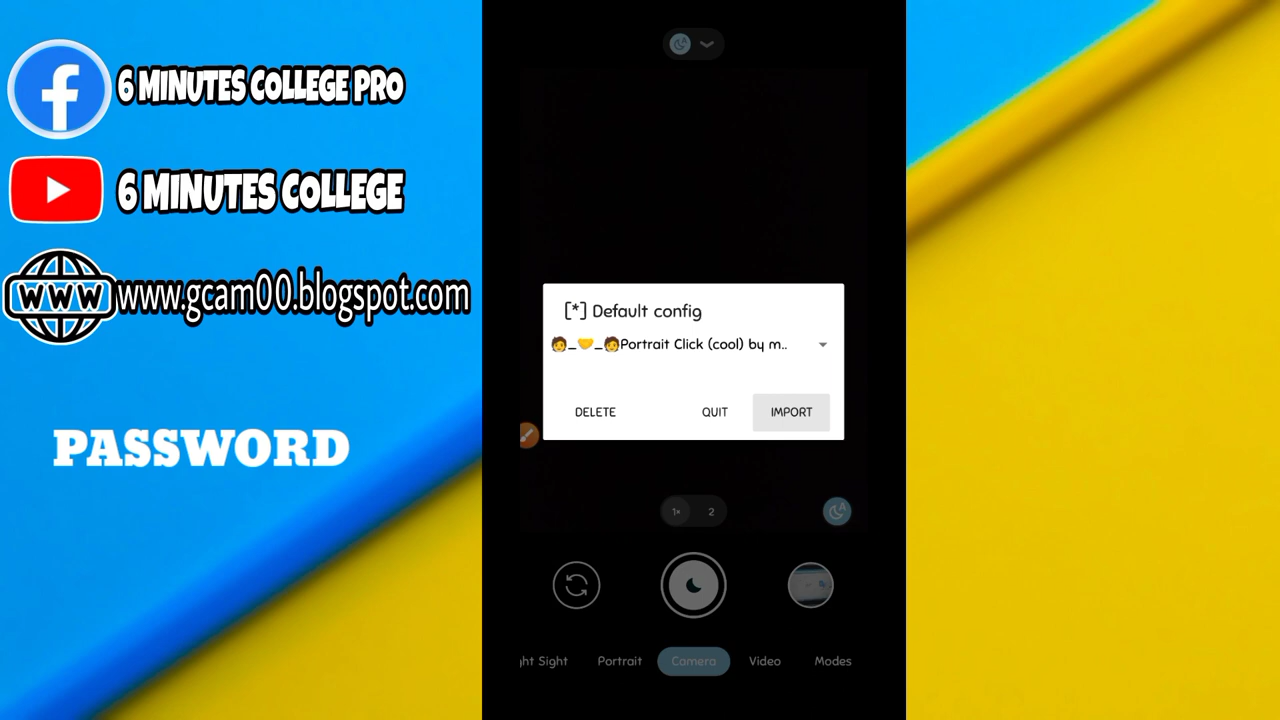 6 MINUTES COLLEGE PRO
6 MINUTES COLLEGE
WWW
www.gcam00.blogspot.com
PASSWORD
[*] Default config
🧑_🤝_🧑Portrait Click (cool) by m..
DELETE QUIT IMPORT
1× 2
ht Sight Portrait Camera Video Modes